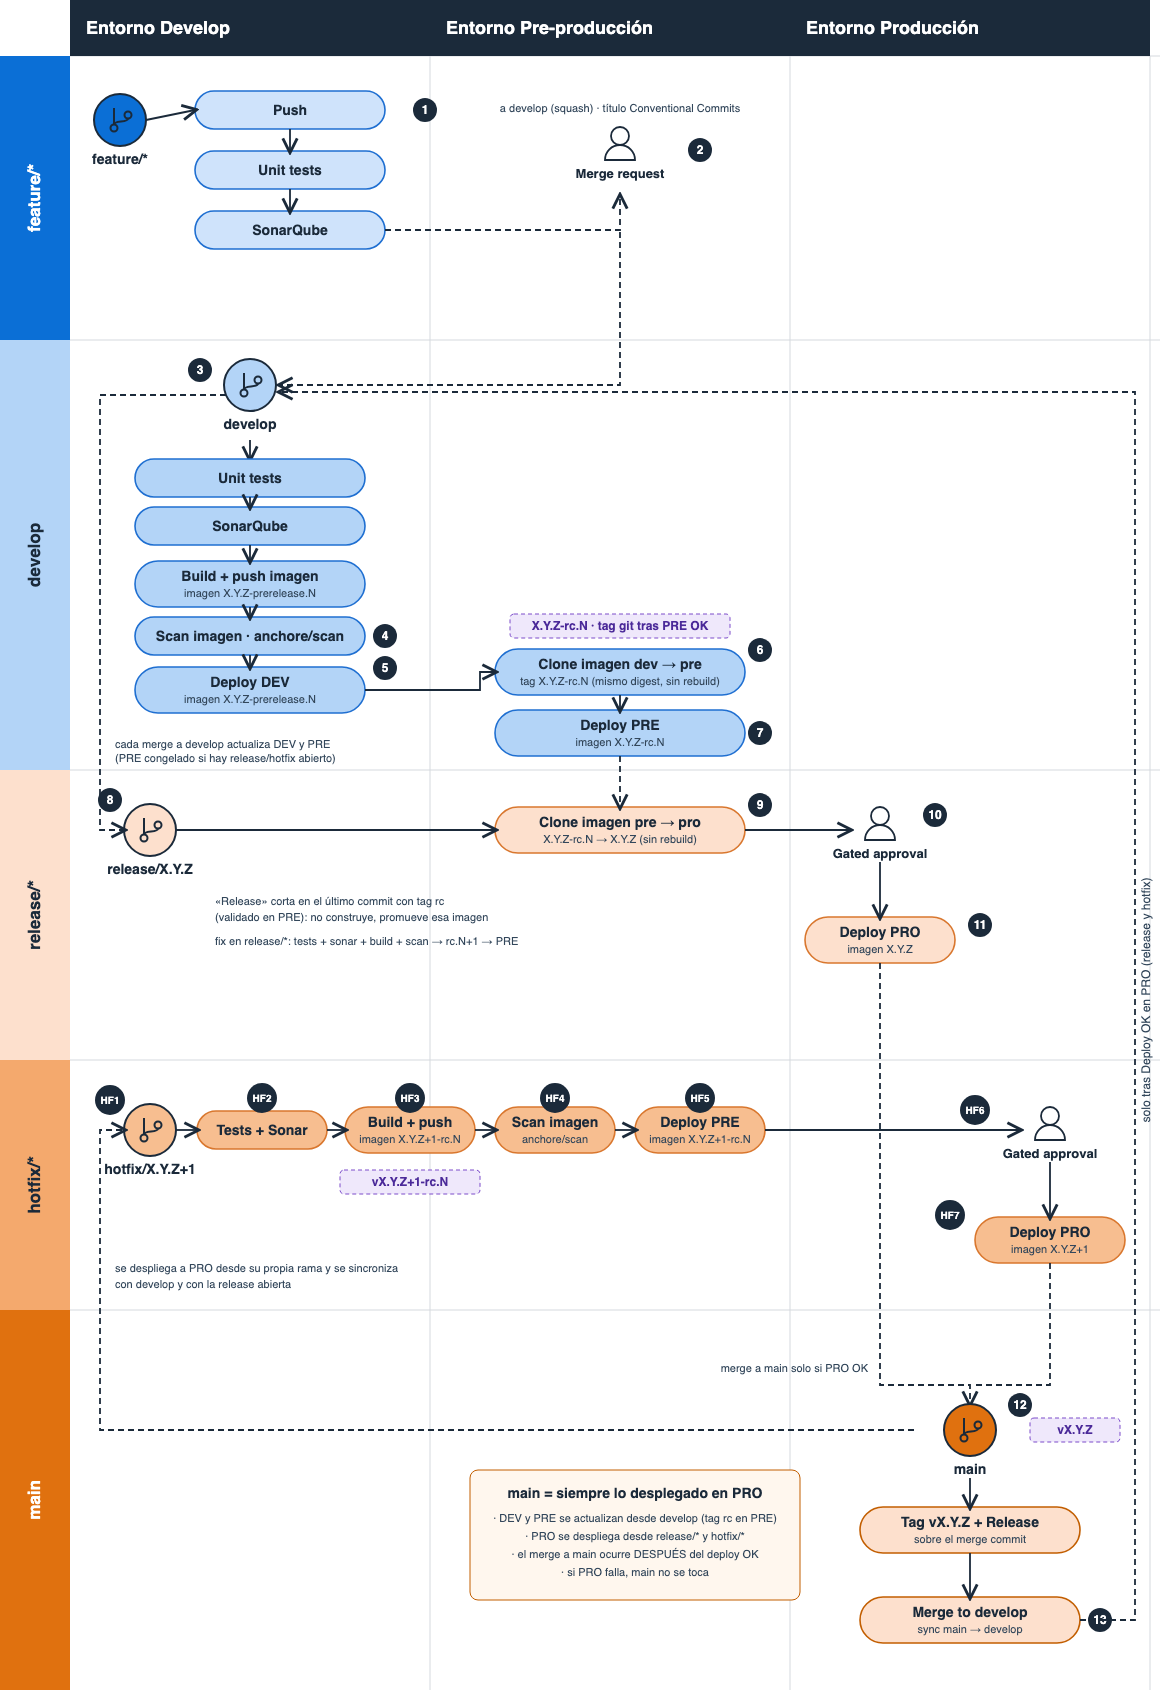 Entorno Develop
Entorno Pre-producción
Entorno Producción
feature/*
feature/*
Push
1
Unit tests
SonarQube
a develop (squash) · título Conventional Commits
2
Merge request
develop
3
develop
Unit tests
SonarQube
Build + push imagen
imagen X.Y.Z-prerelease.N
Scan imagen · anchore/scan
4
5
Deploy DEV
imagen X.Y.Z-prerelease.N
cada merge a develop actualiza DEV y PRE
(PRE congelado si hay release/hotfix abierto)
X.Y.Z-rc.N · tag git tras PRE OK
6
Clone imagen dev → pre
tag X.Y.Z-rc.N (mismo digest, sin rebuild)
Deploy PRE
imagen X.Y.Z-rc.N
7
release/*
8
release/X.Y.Z
9
Clone imagen pre → pro
X.Y.Z-rc.N → X.Y.Z (sin rebuild)
10
Gated approval
11
Deploy PRO
imagen X.Y.Z
«Release» corta en el último commit con tag rc
(validado en PRE): no construye, promueve esa imagen
fix en release/*: tests + sonar + build + scan → rc.N+1 → PRE
solo tras Deploy OK en PRO (release y hotfix)
hotfix/*
HF1
hotfix/X.Y.Z+1
HF2
Tests + Sonar
HF3
Build + push
imagen X.Y.Z+1-rc.N
vX.Y.Z+1-rc.N
HF4
Scan imagen
anchore/scan
HF5
Deploy PRE
imagen X.Y.Z+1-rc.N
HF6
Gated approval
HF7
Deploy PRO
imagen X.Y.Z+1
se despliega a PRO desde su propia rama y se sincroniza
con develop y con la release abierta
main
merge a main solo si PRO OK
12
vX.Y.Z
main
Tag vX.Y.Z + Release
sobre el merge commit
Merge to develop
sync main → develop
13
main = siempre lo desplegado en PRO
· DEV y PRE se actualizan desde develop (tag rc en PRE)
· PRO se despliega desde release/* y hotfix/*
· el merge a main ocurre DESPUÉS del deploy OK
· si PRO falla, main no se toca